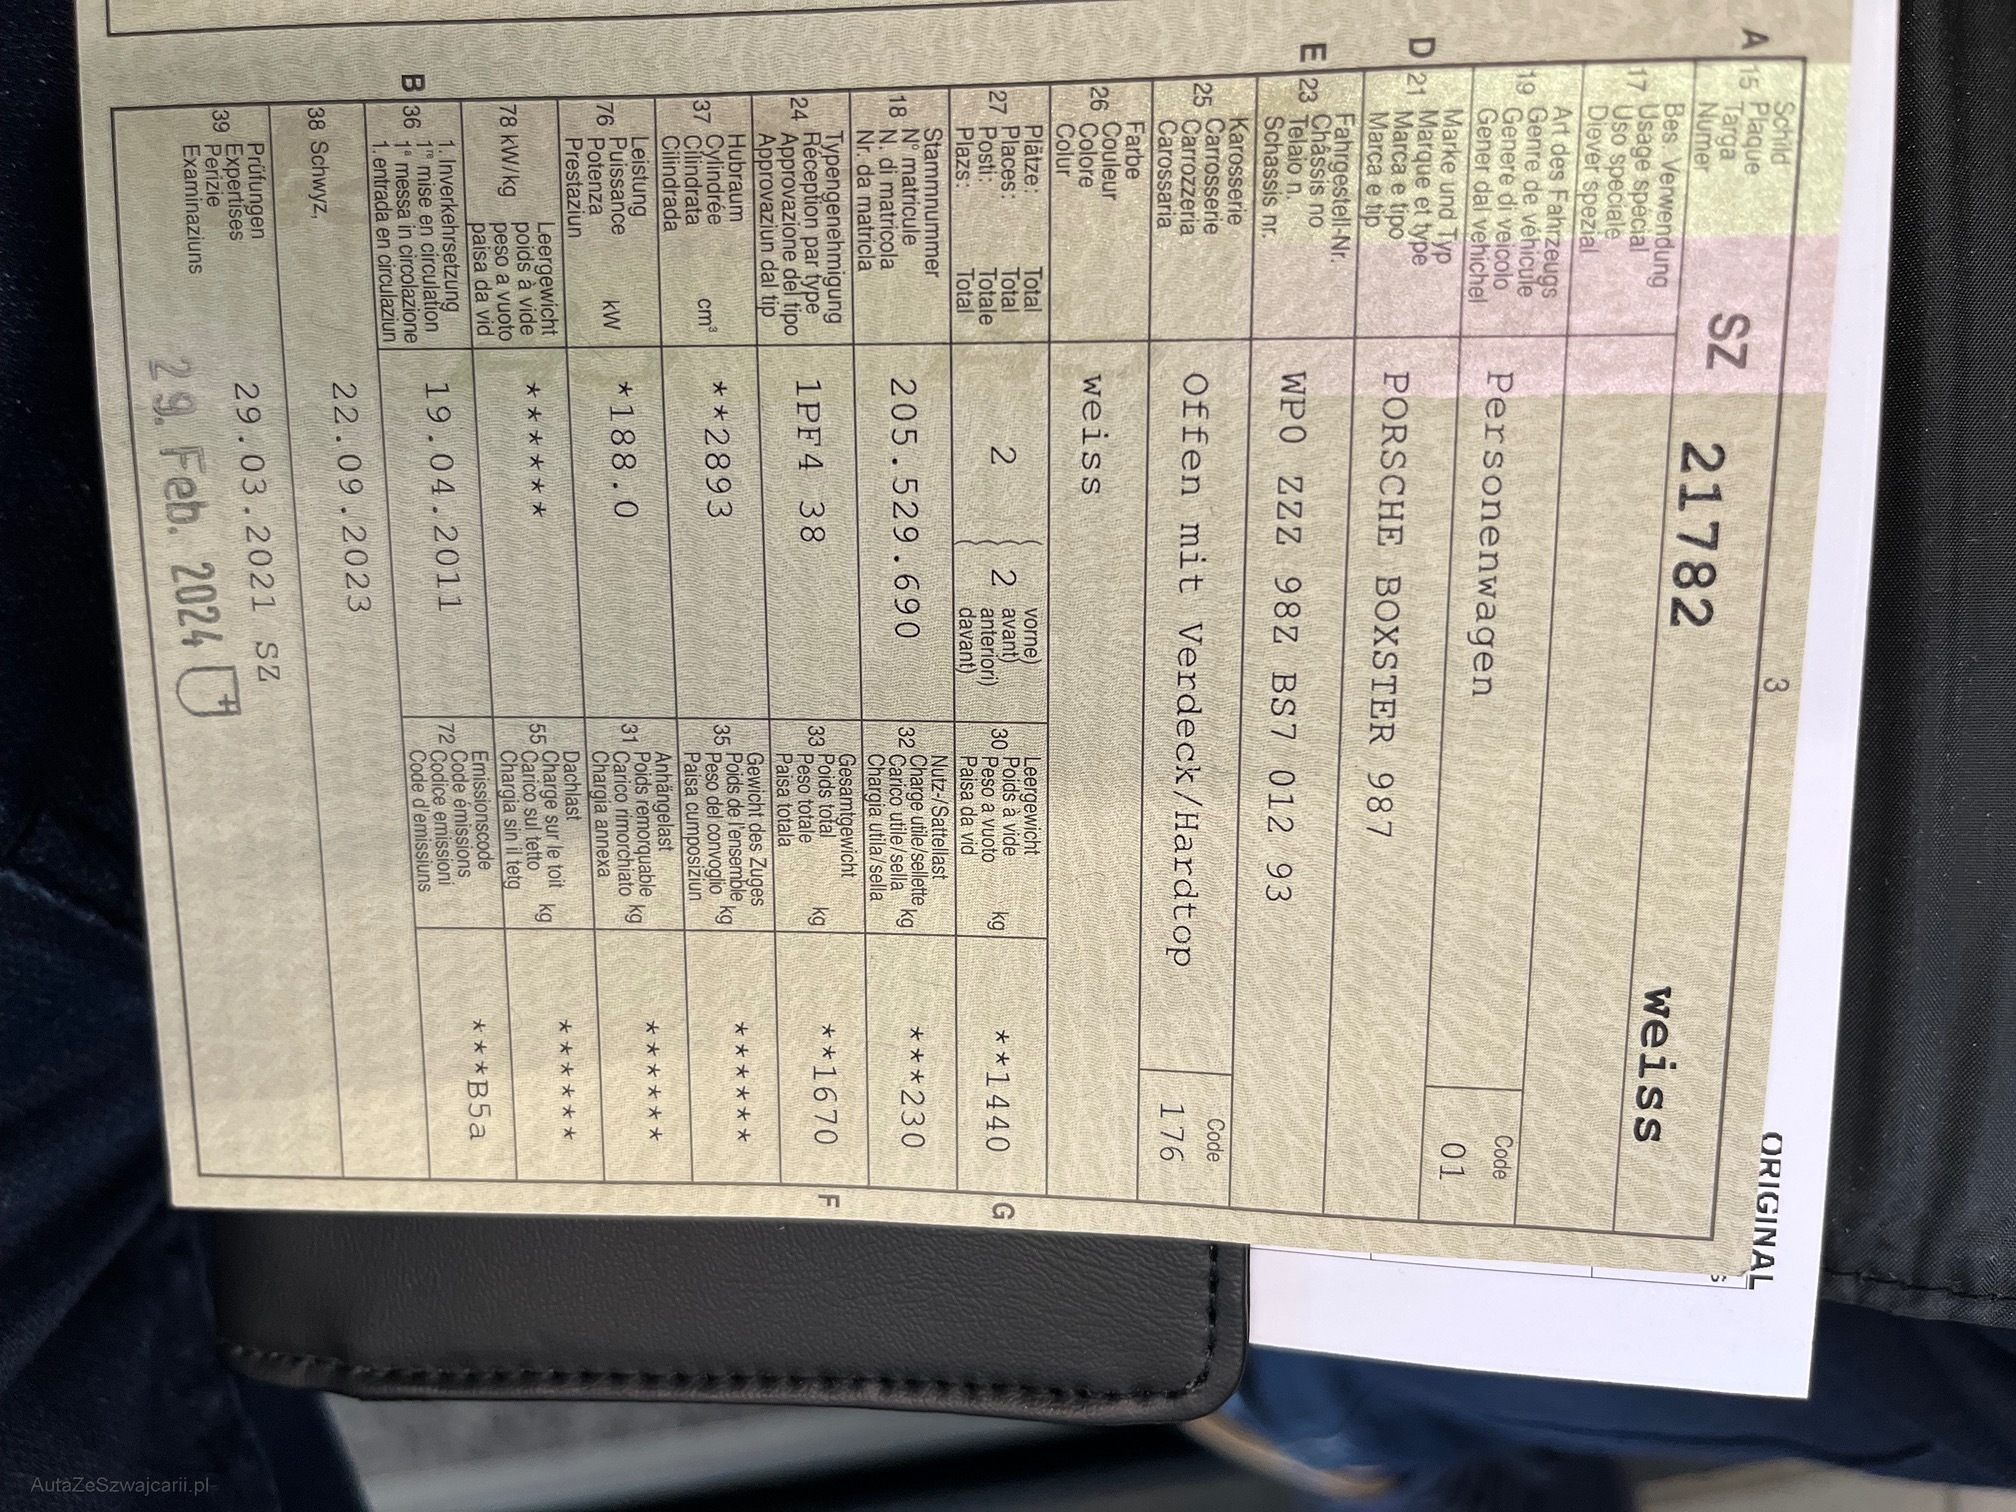 ORIGINAL
3
A
Schild
15 Plaque
Targa
Numer
SZ 21782
weiss
Bes. Verwendung
17 Usage spécial
Uso speciale
Diever spezial
Art des Fahrzeugs
19 Genre de véhicule
Genere di veicolo
Gener dal vehichel
Personenwagen
Code
01
D
Marke und Typ
21 Marque et type
Marca e tipo
Marca e tip
PORSCHE BOXSTER 987
E
Fahrgestell-Nr.
23 Châssis no
Telaio n.
Schassis nr.
WP0 ZZZ 98Z BS7 012 93
Karosserie
25 Carrosserie
Carrozzeria
Carossaria
Offen mit Verdeck/Hardtop
Code
176
Farbe
26 Couleur
Colore
Colur
weiss
Plätze: Total
27 Places: Total
Posti: Totale
Plazs: Total
2
2
vorne)
avant)
anteriori)
davant)
Leergewicht
30 Poids à vide
Peso a vuoto kg
Paisa da vid
**1440
G
Stammnummer
18 N° matricule
N. di matricola
Nr. da matricla
205.529.690
Nutz-/Sattellast
32 Charge utile/sellette kg
Carico utile/sella
Chargia utila/sella
***230
Typengenehmigung
24 Réception par type
Approvazione del tipo
Approvaziun dal tip
1PF4 38
Gesamtgewicht
33 Poids total kg
Peso totale
Paisa totala
**1670
F
Hubraum
37 Cylindrée cm³
Cilindrata
Cilindrada
**2893
Gewicht des Zuges
35 Poids de l'ensemble kg
Peso del convoglio
Paisa cumposiziun
******
Leistung
76 Puissance kW
Potenza
Prestaziun
*188.0
Anhängelast
31 Poids remorquable kg
Carico rimorchiato
Chargia annexa
******
78 kW/kg
Leergewicht
poids à vide
peso a vuoto
paisa da vid
******
Dachlast
55 Charge sur le toit kg
Carico sul tetto
Chargia sin il tetg
******
B
1. Inverkehrsetzung
36 1re mise en circulation
1a messa in circolazione
1. entrada en circulaziun
19.04.2011
Emissionscode
72 Code émissions
Codice emissioni
Code d'emissiuns
***B5a
38 Schwyz,
22.09.2023
Prüfungen
39 Expertises
Perizie
Examinaziuns
29.03.2021 SZ
29. Feb. 2024
AutaZeSzwajcarii.pl